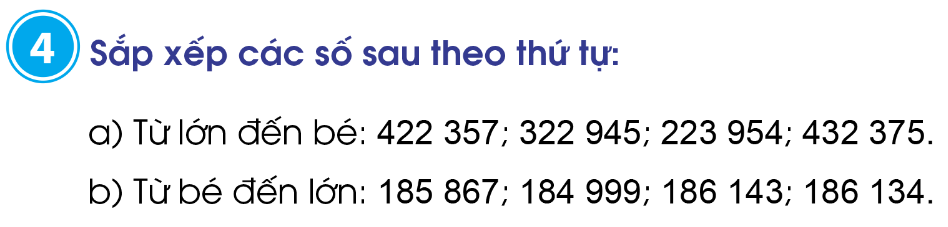 4 Sắp xếp các số sau theo thứ tự:
a) Từ lớn đến bé: 422 357; 322 945; 223 954; 432 375.
b) Từ bé đến lớn: 185 867; 184 999; 186 143; 186 134.